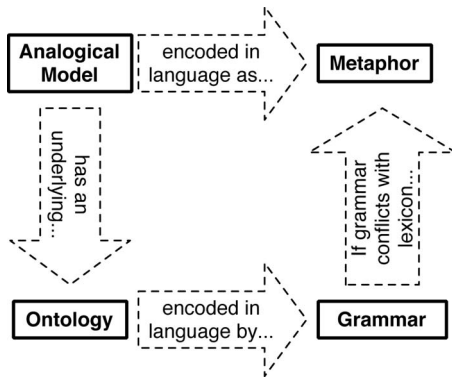 Analogical
Model
encoded in
language as...
Metaphor
has an
underlying...
If grammar
conflicts with
lexicon...
Ontology
encoded in
language by...
Grammar